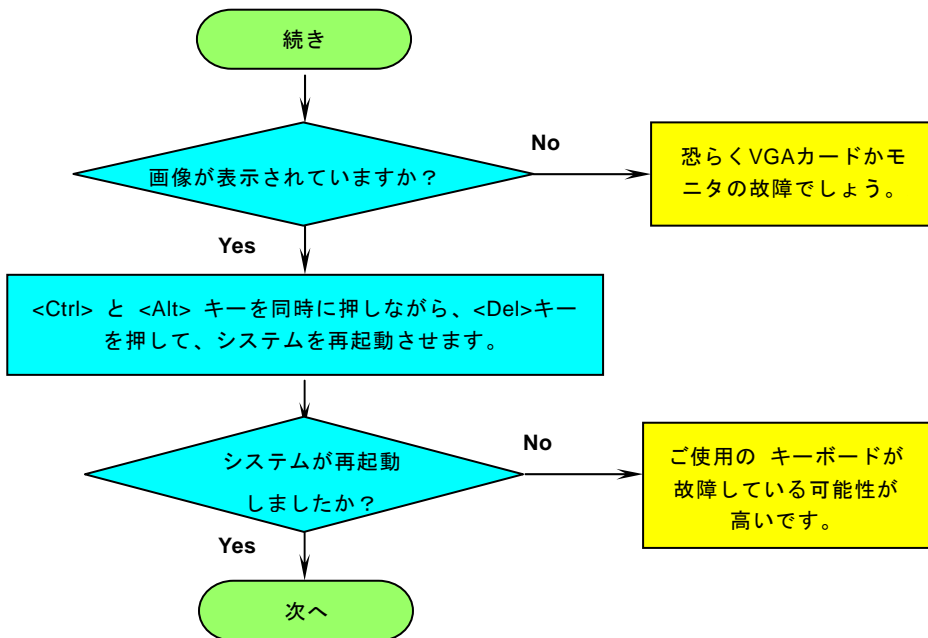 続き
画像が表示されていますか？
No
恐らくVGAカードかモ
ニタの故障でしょう。
Yes
<Ctrl> と <Alt> キーを同時に押しながら、<Del>キー
を押して、システムを再起動させます。
システムが再起動
しましたか？
No
ご使用の キーボードが
故障している可能性が
高いです。
Yes
次へ